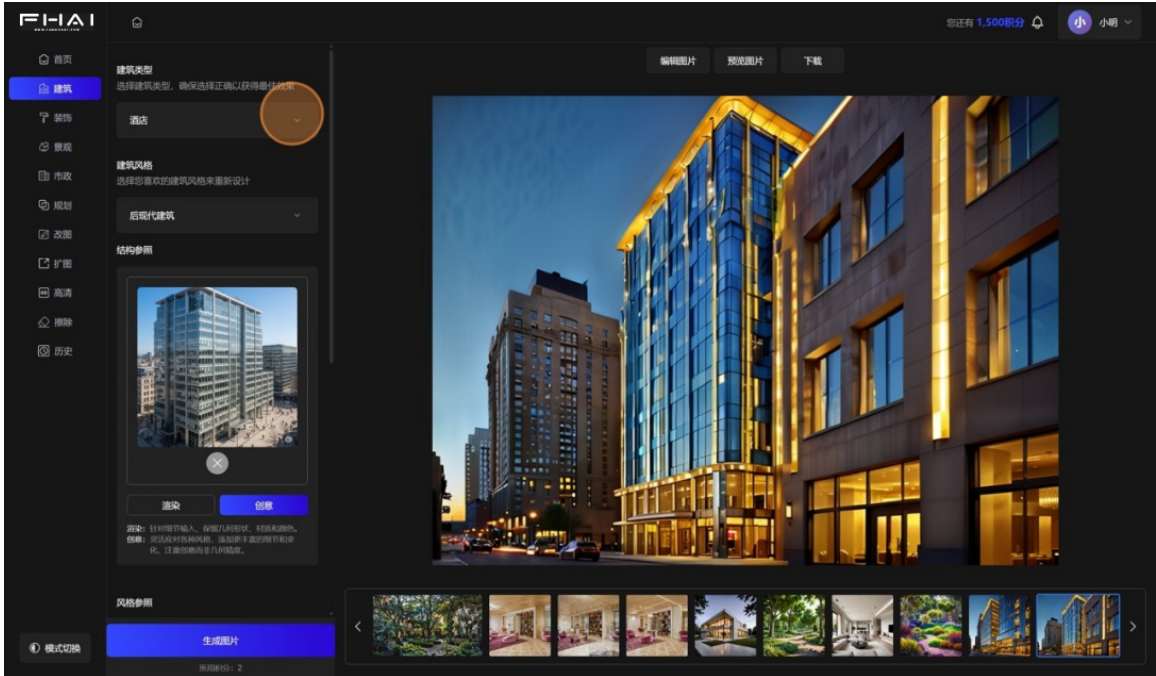 FHAI
您还有 1,500积分
小
小明
首页
建筑
装饰
景观
市政
规划
改图
扩图
高清
擦除
历史
模式切换
建筑类型
选择建筑类型，确保选择正确以获得最佳效果
酒店
建筑风格
选择您喜欢的建筑风格来重新设计
后现代建筑
结构参照
渲染
创意
渲染：针对细节输入、保留几何形状、材质和颜色。
创意：灵活应对各种风格、添加更丰富的细节和变
化、注重创意而非几何精度。
风格参照
生成图片
所用积分：2
编辑图片
预览图片
下载